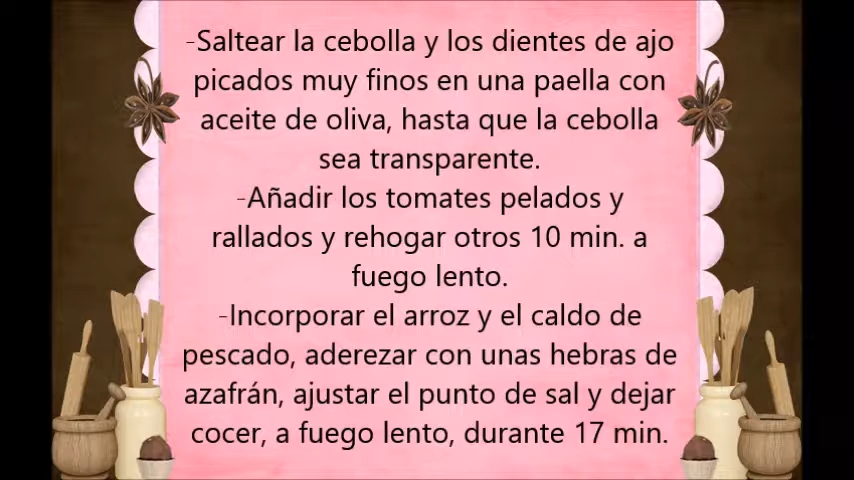 -Saltear la cebolla y los dientes de ajo
picados muy finos en una paella con
aceite de oliva, hasta que la cebolla
sea transparente.
-Añadir los tomates pelados y
rallados y rehogar otros 10 min. a
fuego lento.
-Incorporar el arroz y el caldo de
pescado, aderezar con unas hebras de
azafrán, ajustar el punto de sal y dejar
cocer, a fuego lento, durante 17 min.